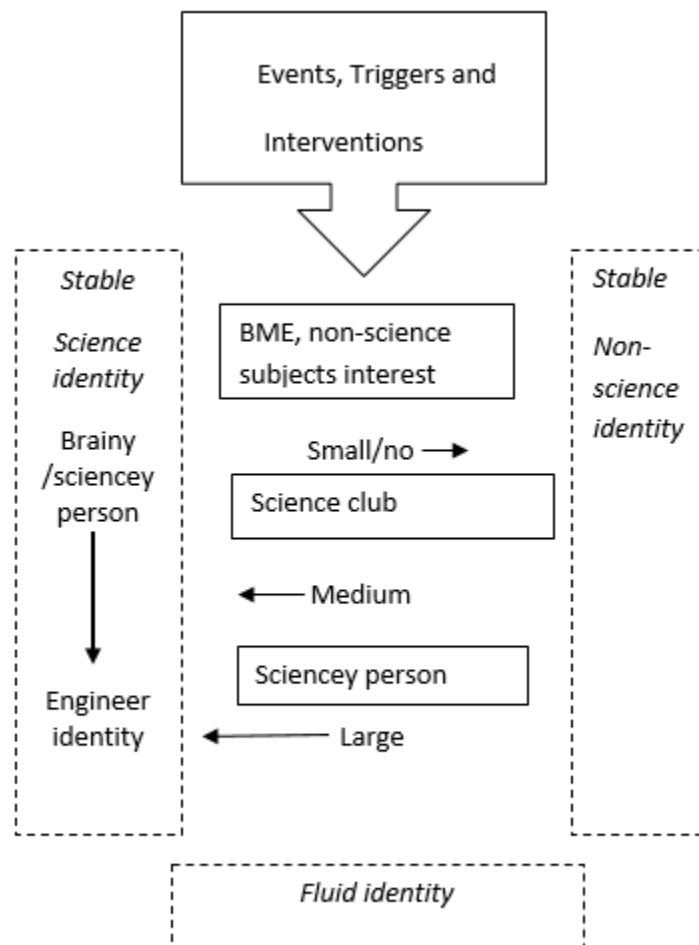 Events, Triggers and
Interventions
Stable
Science
identity
Brainy
/sciencey
person
Engineer
identity
BME, non-science
subjects interest
Small/no
Science club
Medium
Sciencey person
Large
Stable
Non-
science
identity
Fluid identity